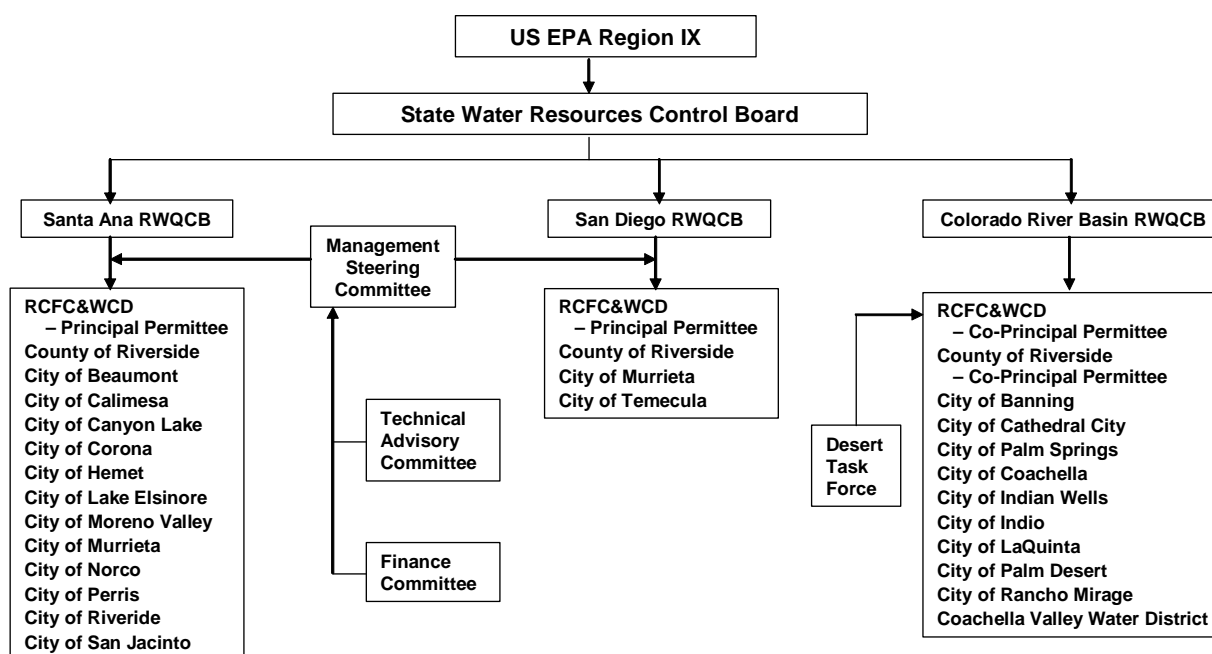 US EPA Region IX
State Water Resources Control Board
Santa Ana RWQCB
San Diego RWQCB
Colorado River Basin RWQCB
Management
Steering
Committee
RCFC&WCD
– Principal Permittee
County of Riverside
City of Beaumont
City of Calimesa
City of Canyon Lake
City of Corona
City of Hemet
City of Lake Elsinore
City of Moreno Valley
City of Murrieta
City of Norco
City of Perris
City of Riveride
City of San Jacinto
Technical
Advisory
Committee
Finance
Committee
RCFC&WCD
– Principal Permittee
County of Riverside
City of Murrieta
City of Temecula
Desert
Task
Force
RCFC&WCD
– Co-Principal Permittee
County of Riverside
– Co-Principal Permittee
City of Banning
City of Cathedral City
City of Palm Springs
City of Coachella
City of Indian Wells
City of Indio
City of LaQuinta
City of Palm Desert
City of Rancho Mirage
Coachella Valley Water District